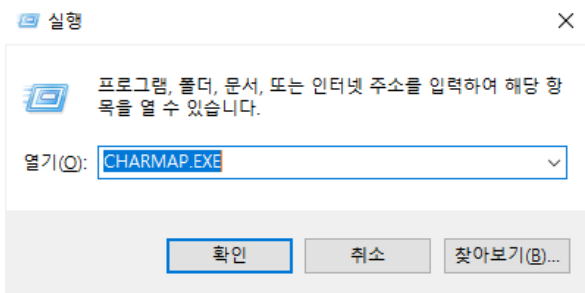 실행
프로그램, 폴더, 문서, 또는 인터넷 주소를 입력하여 해당 항
목을 열 수 있습니다.
열기(O): CHARMAP.EXE
확인 취소 찾아보기(B)...